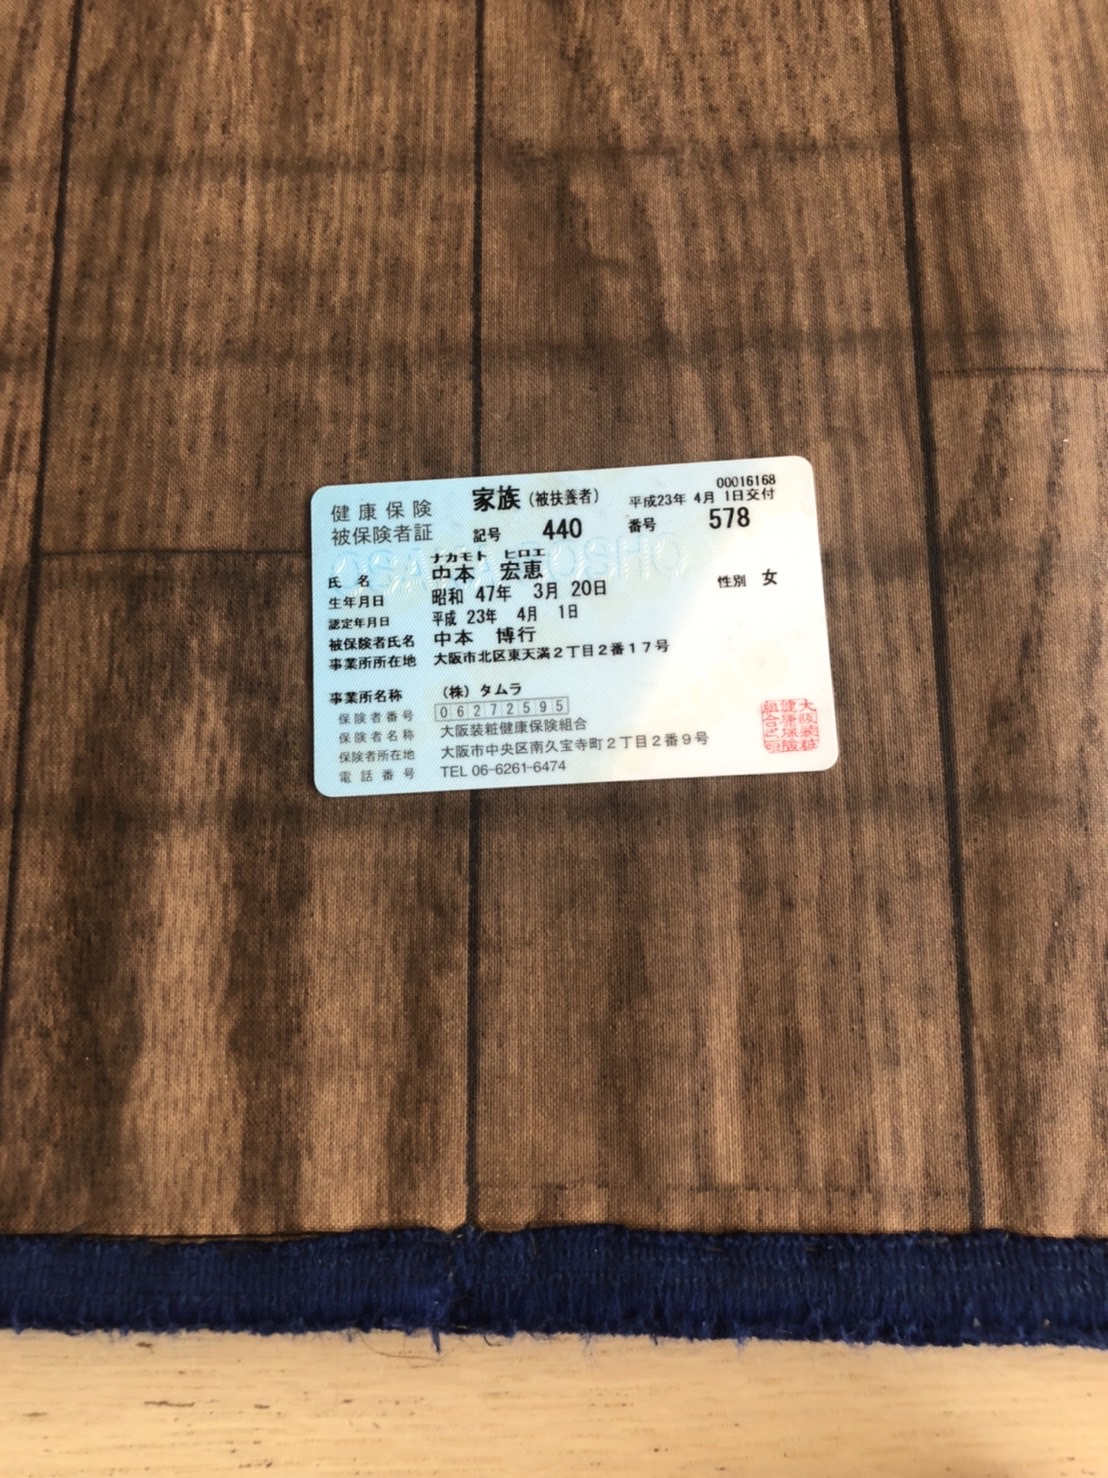 00016168
健康保険 家族(被扶養者) 平成23年 4月 1日交付
被保険者証 記号 440 番号 578
ナカモト ヒロエ
氏名 中本 宏恵 性別 女
生年月日 昭和 47年 3月 20日
認定年月日 平成 23年 4月 1日
被保険者氏名 中本 博行
事業所所在地 大阪市北区東天満2丁目2番17号
事業所名称 (株)タムラ
保険者番号 06272595
保険者名称 大阪装粧健康保険組合
保険者所在地 大阪市中央区南久宝寺町2丁目2番9号
電話番号 TEL 06-6261-6474